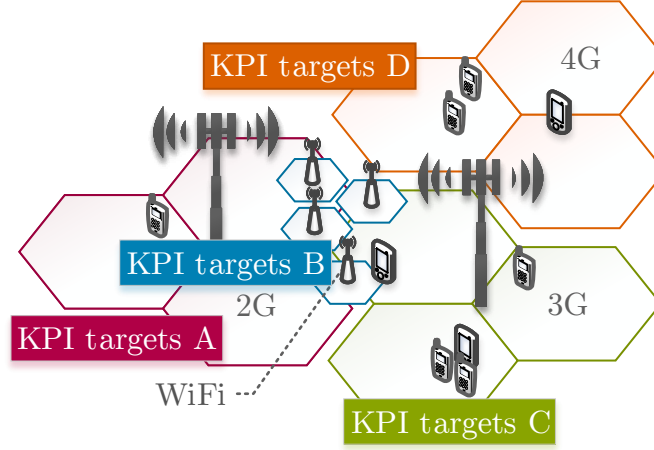 KPI targets D
4G
KPI targets B
2G
3G
KPI targets A
WiFi
KPI targets C